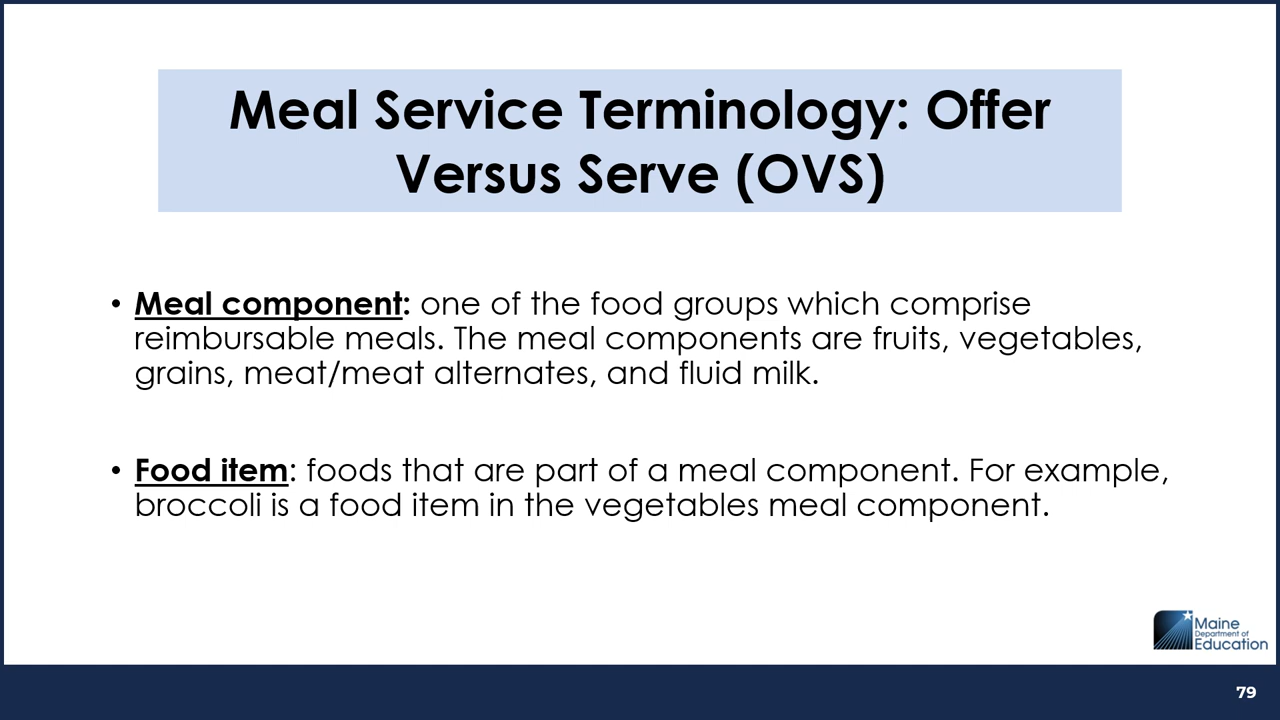 Meal Service Terminology: Offer
Versus Serve (OVS)
• Meal component: one of the food groups which comprise
reimbursable meals. The meal components are fruits, vegetables,
grains, meat/meat alternates, and fluid milk.
• Food item: foods that are part of a meal component. For example,
broccoli is a food item in the vegetables meal component.
Maine
Department of
Education
79